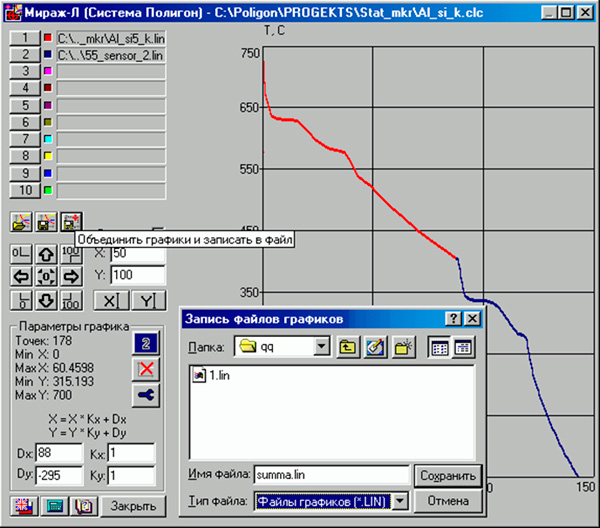 Мираж-Л (Система Полигон) - C:\Poligon\PROGEKTS\Stat_mkr\Al_si_k.clc
1 C:\.._mkr\Al_si5_k.lin
2 C:\..\55_sensor_2.lin
3
4
5
6
7
8
9
10
T, C
750
650
550
450
350
Объединить графики и записать в файл
X: 50
Y: 100
0
100
0
100
X Y
Параметры графика
Точек: 178
Min X: 0
Max X: 60.4598
Min Y: 315.193
Max Y: 700
2
X = X * Kx + Dx
Y = Y * Ky + Dy
Dx: 88 Kx: 1
Dy: -295 Ky: 1
Закрыть
Запись файлов графиков
Папка: qq
1.lin
Имя файла: summa.lin
Сохранить
Тип файла: Файлы графиков (*.LIN)
Отмена
150